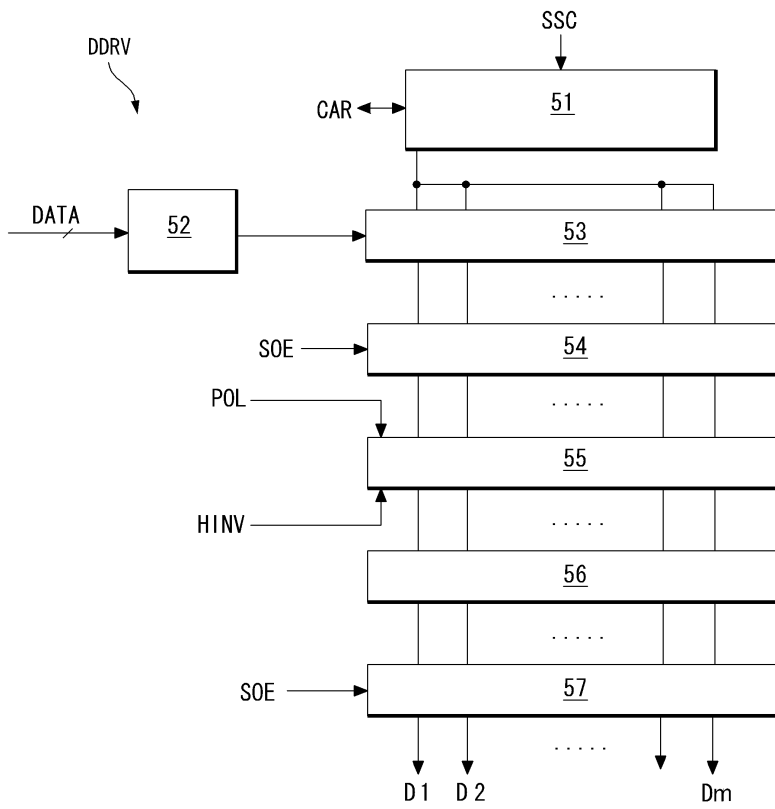 SSC
DDRV
51
CAR
DATA
52
53
.....
SOE
54
POL
.....
55
HINV
.....
56
.....
SOE
57
.....
D1 D2 Dm